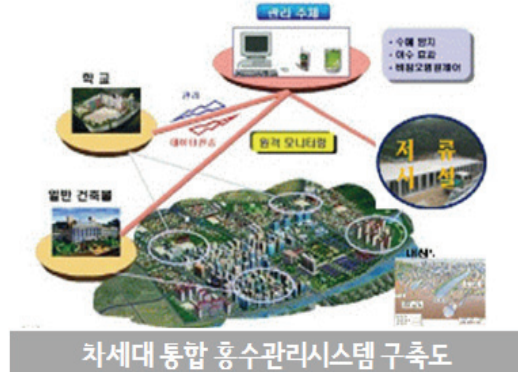 관리 주체
· 수해 방지
· 이수 효과
· 비점오염원제어
학 교
관리
데이터전송
원격 모니터링
저 류
시 설
일반 건축물
차세대 통합 홍수관리시스템 구축도